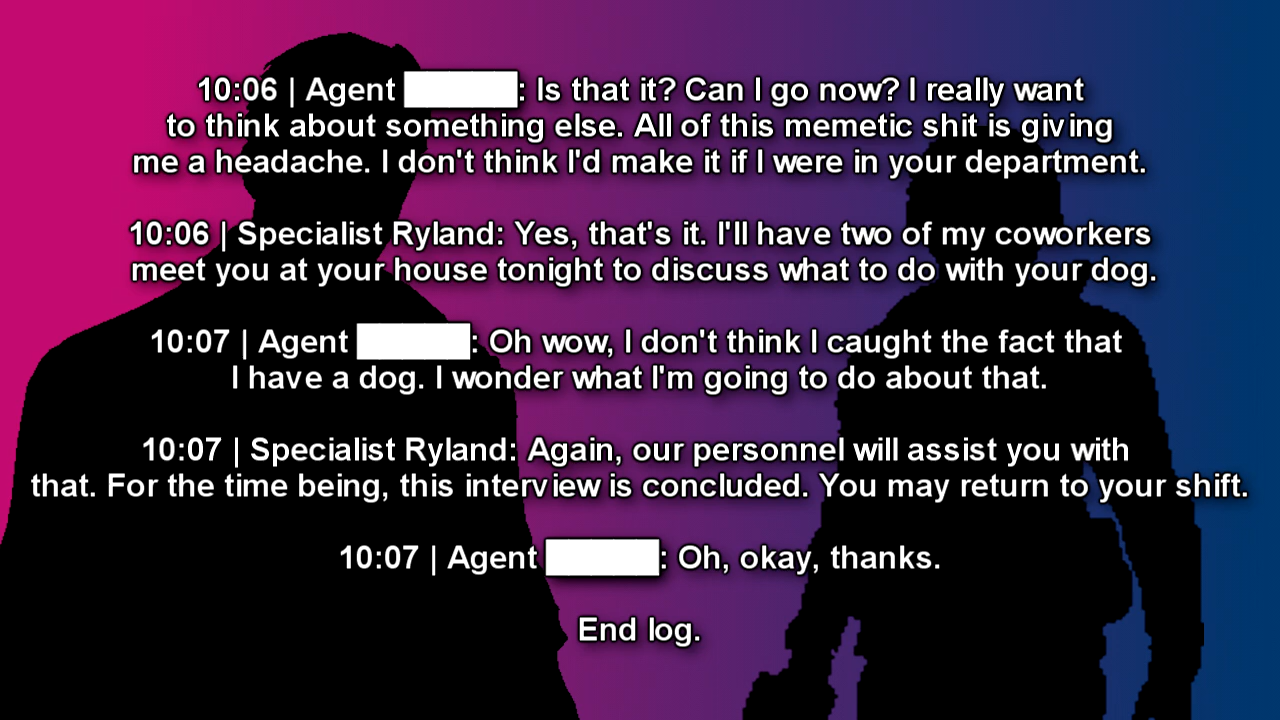 10:06 | Agent : Is that it? Can I go now? I really want
to think about something else. All of this memetic shit is giving
me a headache. I don't think I'd make it if I were in your department.
10:06 | Specialist Ryland: Yes, that's it. I'll have two of my coworkers
meet you at your house tonight to discuss what to do with your dog.
10:07 | Agent : Oh wow, I don't think I caught the fact that
I have a dog. I wonder what I'm going to do about that.
10:07 | Specialist Ryland: Again, our personnel will assist you with
that. For the time being, this interview is concluded. You may return to your shift.
10:07 | Agent : Oh, okay, thanks.
End log.